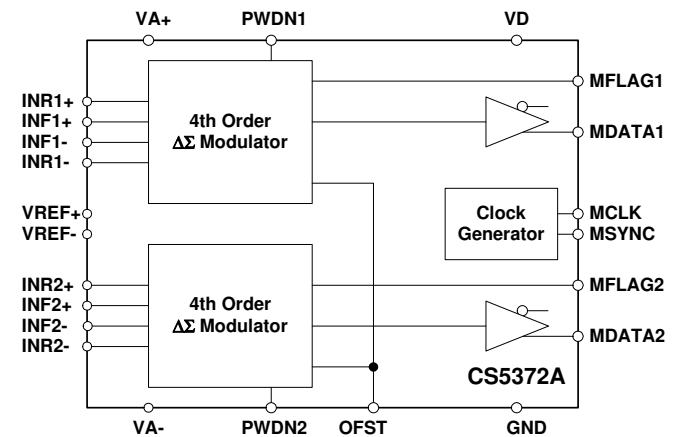 VA+ PWDN1 VD
MFLAG1
INR1+
INF1+
INF1-
INR1-
4th Order
ΔΣ Modulator
MDATA1
VREF+
VREF-
Clock
Generator
MCLK
MSYNC
INR2+
INF2+
INF2-
INR2-
4th Order
ΔΣ Modulator
MFLAG2
MDATA2
CS5372A
VA- PWDN2 OFST GND